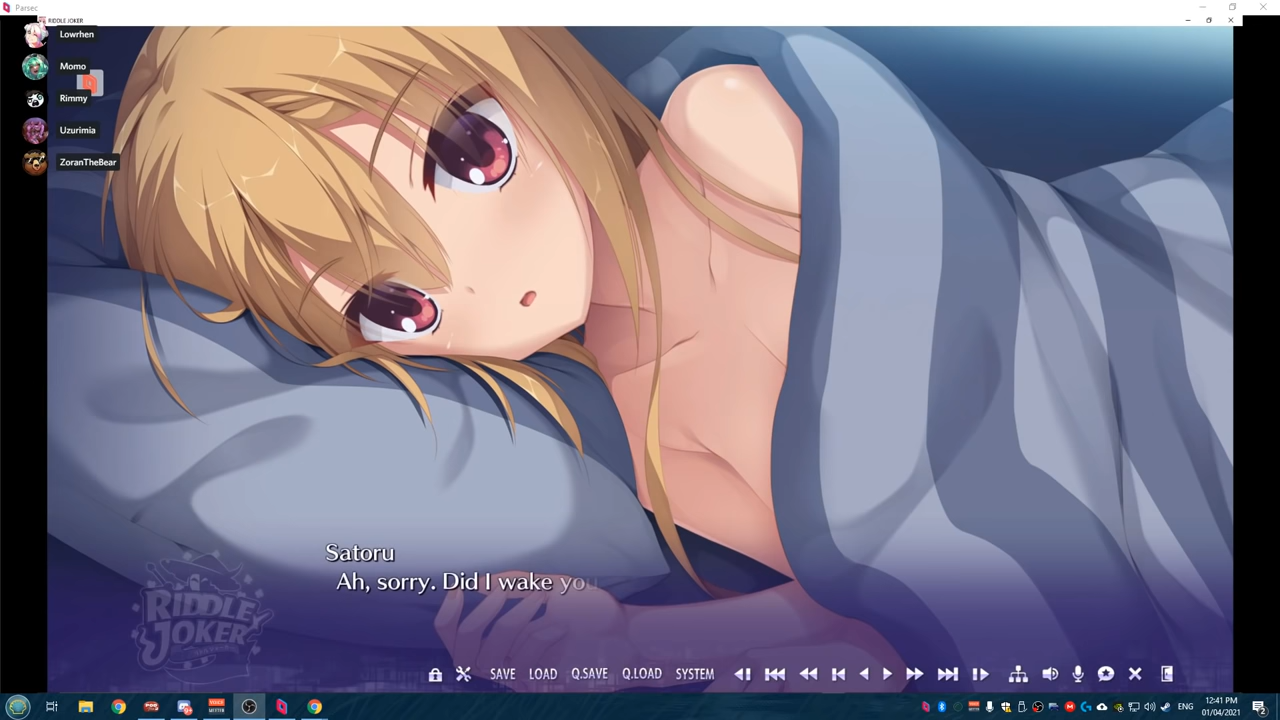 Parsec
RIDDLE JOKER
Lowrhen
Momo
Rimmy
Uzurimia
ZoranTheBear
Satoru
Ah, sorry. Did I wake you
RIDDLE
JOKER
SAVE LOAD Q.SAVE Q.LOAD SYSTEM
ENG
12:41 PM
01/04/2021